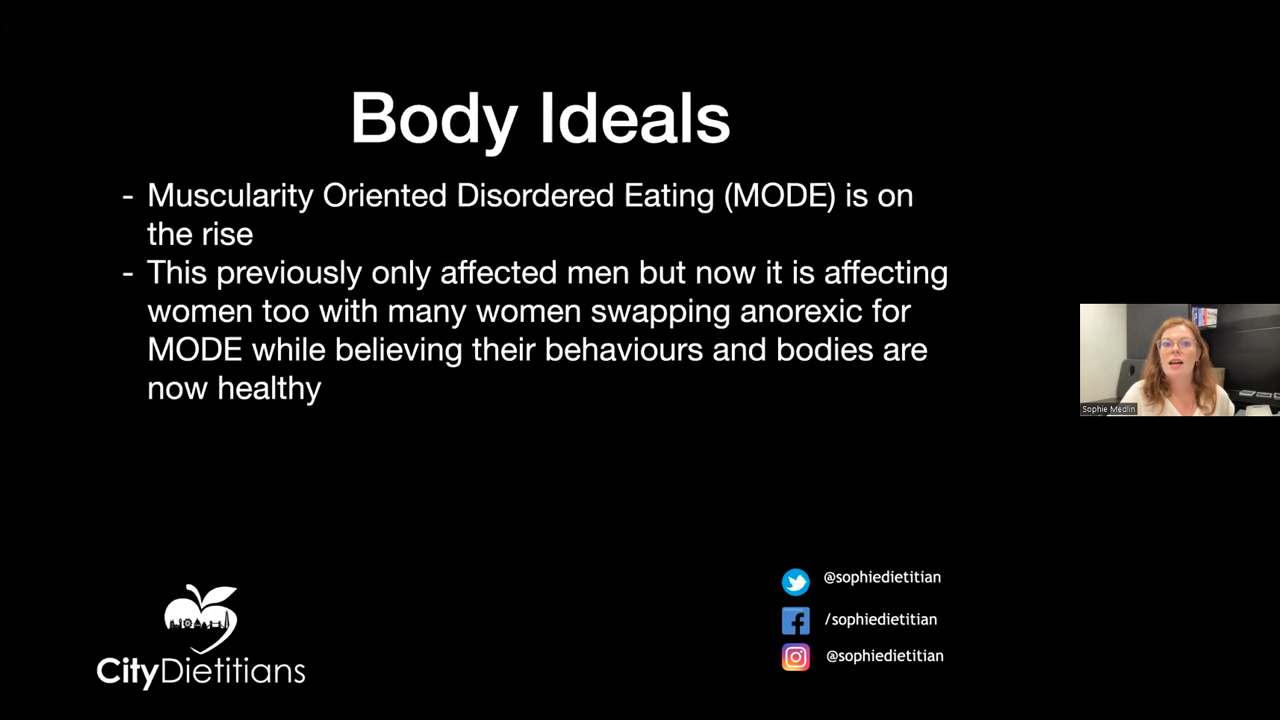 Body Ideals
- Muscularity Oriented Disordered Eating (MODE) is on
the rise
- This previously only affected men but now it is affecting
women too with many women swapping anorexic for
MODE while believing their behaviours and bodies are
now healthy
Sophie Medlin
@sophiedietitian
/sophiedietitian
@sophiedietitian
CityDietitians